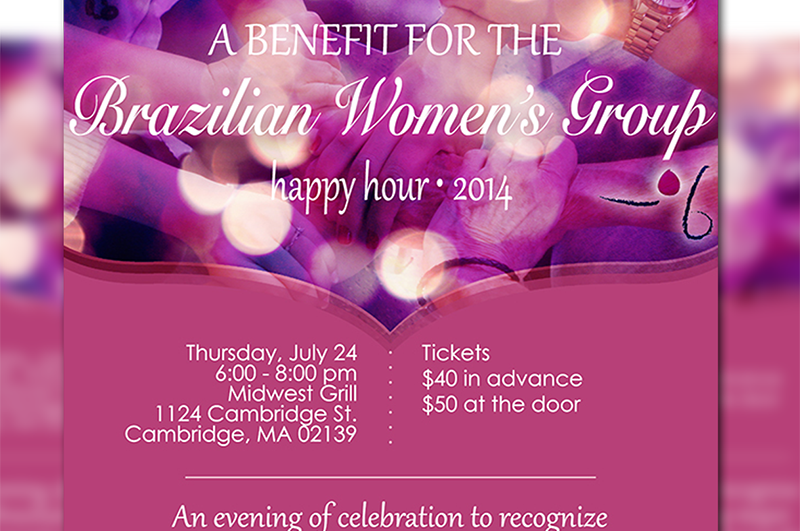 A BENEFIT FOR THE
Brazilian Women's Group
happy hour • 2014
Thursday, July 24
6:00 - 8:00 pm
Midwest Grill
1124 Cambridge St.
Cambridge, MA 02139
Tickets
$40 in advance
$50 at the door
An evening of celebration to recognize